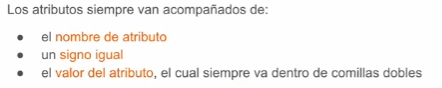 Los atributos siempre van acompañados de:
● el nombre de atributo
● un signo igual
● el valor del atributo, el cual siempre va dentro de comillas dobles